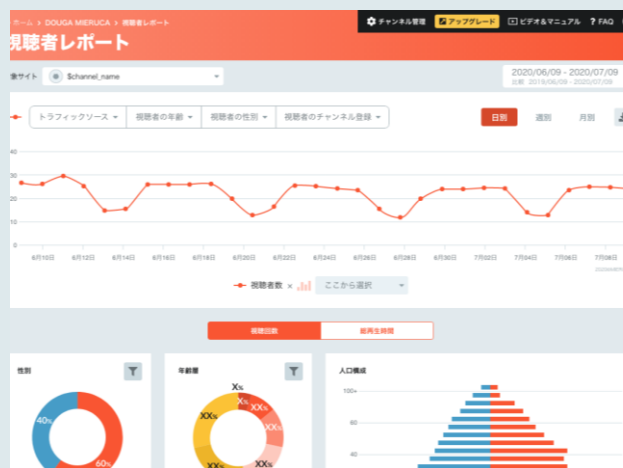 ホーム > DOUGA MIERUCA > 視聴者レポート
チャンネル管理 アップグレード ビデオ&マニュアル ? FAQ
視聴者レポート
象サイト $channel_name
2020/06/09 - 2020/07/09
比較 2019/06/09 - 2020/07/09
トラフィックソース 視聴者の年齢 視聴者の性別 視聴者のチャンネル登録
日別 週別 月別
40
30
20
10
0
6月10日 6月12日 6月14日 6月16日 6月18日 6月20日 6月22日 6月24日 6月26日 6月28日 6月30日 7月02日 7月04日 7月06日 7月08日
視聴者数 × ここから選択
視聴回数 総再生時間
性別 年齢層 人口構成
40% 60%
X% X% XX% XX% XX% XX% XX%
100+
80
40